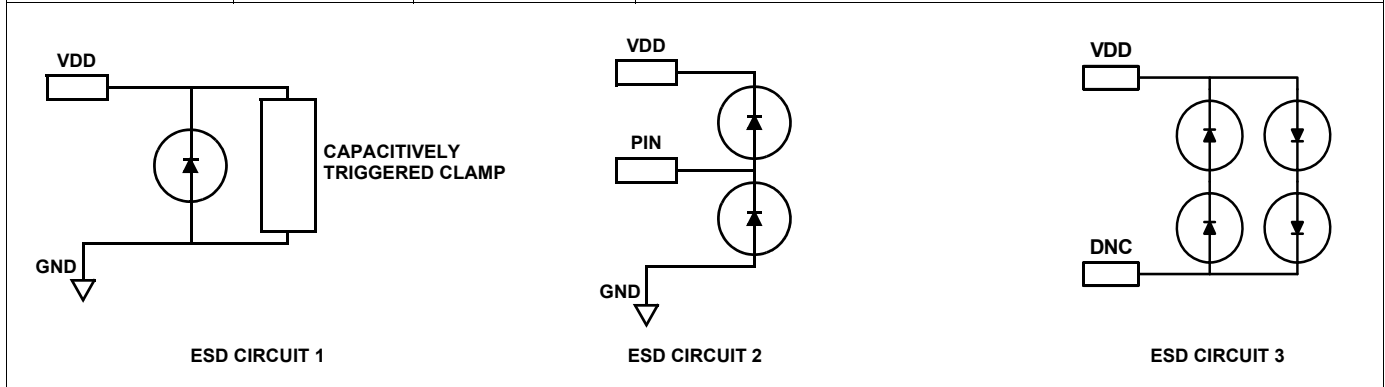 VDD
CAPACITIVELY
TRIGGERED CLAMP
GND
ESD CIRCUIT 1
VDD
PIN
GND
ESD CIRCUIT 2
VDD
DNC
ESD CIRCUIT 3